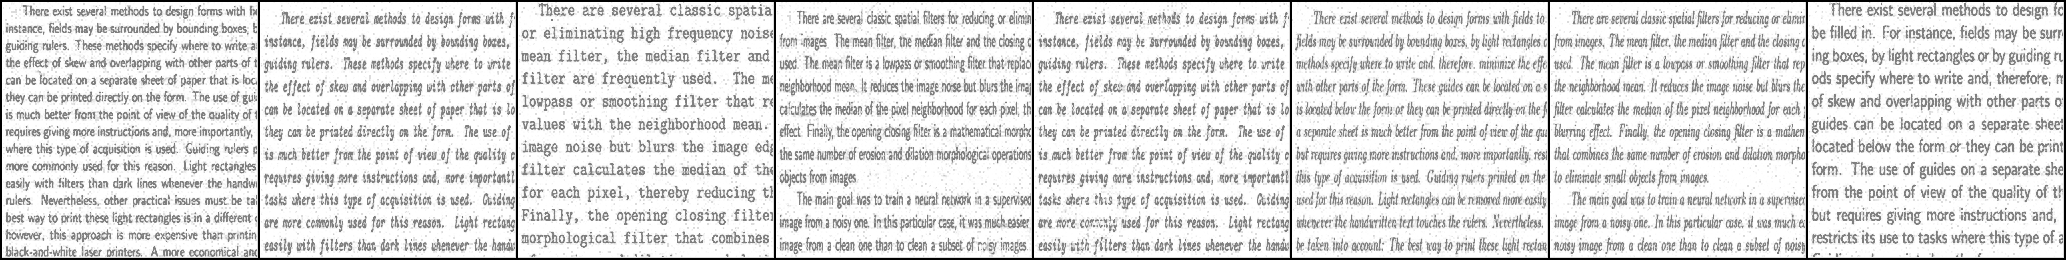 There exist several methods to design forms with fi
instance, fields may be surrounded by bounding boxes, b
guiding rulers. These methods specify where to write a
the effect of skew and overlapping with other parts of t
can be located on a separate sheet of paper that is loc
they can be printed directly on the form. The use of gui
is much better from the point of view of the quality of t
requires giving more instructions and, more importantly,
where this type of acquisition is used. Guiding rulers p
more commonly used for this reason. Light rectangles
easily with filters than dark lines whenever the handw
rulers. Nevertheless, other practical issues must be tal
best way to print these light rectangles is in a different c
however, this approach is more expensive than printin
black-and-white laser printers. A more economical and
There exist several methods to design forms with f
instance, fields may be surrounded by bounding boxes,
guiding rulers. These methods specify where to write
the effect of skew and overlapping with other parts of
can be located on a separate sheet of paper that is lo
they can be printed directly on the form. The use of
is much better from the point of view of the quality o
requires giving more instructions and, more importantl
tasks where this type of acquisition is used. Guiding
are more commonly used for this reason. Light rectang
easily with filters than dark lines whenever the handw
There are several classic spatia
or eliminating high frequency noise
mean filter, the median filter and
filter are frequently used. The me
lowpass or smoothing filter that re
values with the neighborhood mean.
image noise but blurs the image edg
filter calculates the median of the
for each pixel, thereby reducing th
Finally, the opening closing filter
morphological filter that combines
There are several classic spatial filters for reducing or elimin
from images. The mean filter, the median filter and the closing o
used. The mean filter is a lowpass or smoothing filter that replac
neighborhood mean. It reduces the image noise but blurs the imag
calculates the median of the pixel neighborhood for each pixel, th
effect. Finally, the opening closing filter is a mathematical morpho
the same number of erosion and dilation morphological operations
objects from images.
The main goal was to train a neural network in a supervised
image from a noisy one. In this particular case, it was much easier
image from a clean one than to clean a subset of noisy images.
There exist several methods to design forms with f
instance, fields may be surrounded by bounding boxes,
guiding rulers. These methods specify where to write
the effect of skew and overlapping with other parts of
can be located on a separate sheet of paper that is lo
they can be printed directly on the form. The use of
is much better from the point of view of the quality o
requires giving more instructions and, more importantl
tasks where this type of acquisition is used. Guiding
are more commonly used for this reason. Light rectang
easily with filters than dark lines whenever the handw
There exist several methods to design forms with fields to
fields may be surrounded by bounding boxes, by light rectangles o
methods specify where to write and, therefore, minimize the effe
with other parts of the form. These guides can be located on a s
is located below the form or they can be printed directly on the f
a separate sheet is much better from the point of view of the qua
but requires giving more instructions and, more importantly, rest
this type of acquisition is used. Guiding rulers printed on the
used for this reason. Light rectangles can be removed more easily
whenever the handwritten text touches the rulers. Nevertheless,
be taken into account: The best way to print these light rectan
There are several classic spatial filters for reducing or elimin
from images. The mean filter, the median filter and the closing o
used. The mean filter is a lowpass or smoothing filter that rep
the neighborhood mean. It reduces the image noise but blurs the
filter calculates the median of the pixel neighborhood for each
blurring effect. Finally, the opening closing filter is a mathem
that combines the same number of erosion and dilation morpho
to eliminate small objects from images.
The main goal was to train a neural network in a supervised
image from a noisy one. In this particular case, it was much ea
noisy image from a clean one than to clean a subset of noisy
There exist several methods to design fo
be filled in. For instance, fields may be surr
ing boxes, by light rectangles or by guiding ru
ods specify where to write and, therefore, m
of skew and overlapping with other parts o
guides can be located on a separate sheet
located below the form or they can be print
form. The use of guides on a separate she
from the point of view of the quality of th
but requires giving more instructions and,
restricts its use to tasks where this type of a